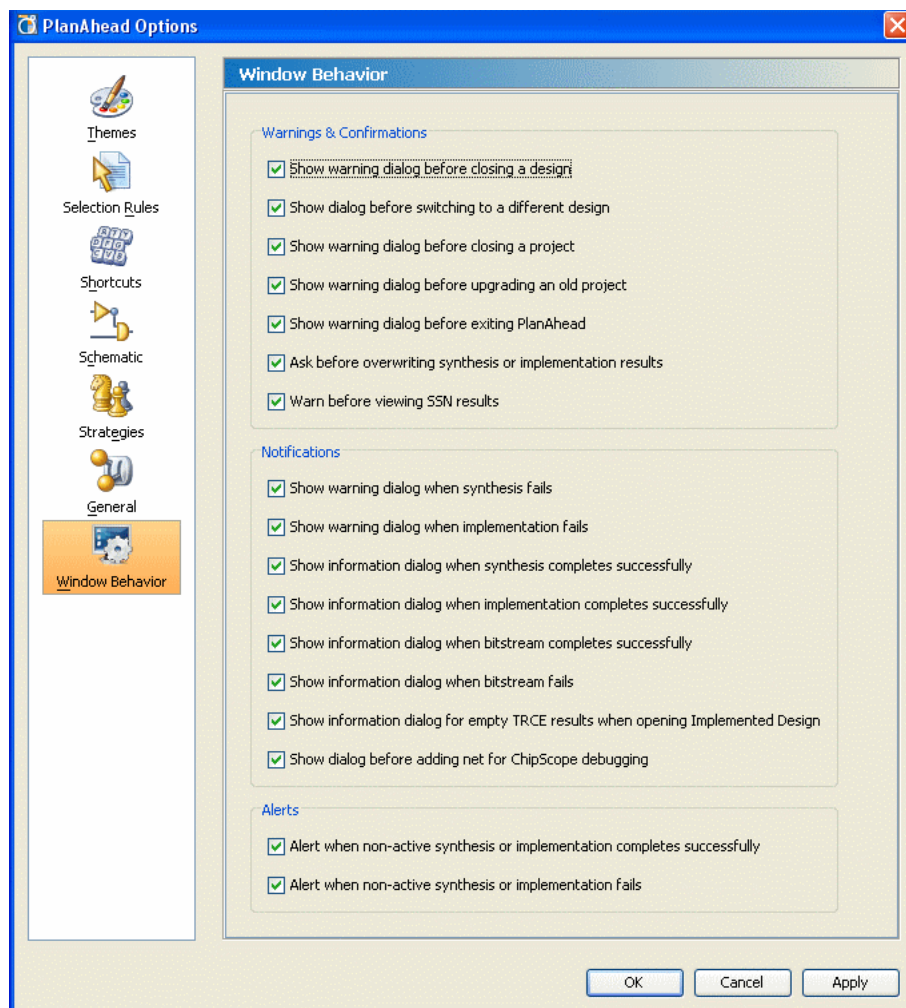 PlanAhead Options
Themes
Selection Rules
Shortcuts
Schematic
Strategies
General
Window Behavior
Window Behavior
Warnings & Confirmations
Show warning dialog before closing a design
Show dialog before switching to a different design
Show warning dialog before closing a project
Show warning dialog before upgrading an old project
Show warning dialog before exiting PlanAhead
Ask before overwriting synthesis or implementation results
Warn before viewing SSN results
Notifications
Show warning dialog when synthesis fails
Show warning dialog when implementation fails
Show information dialog when synthesis completes successfully
Show information dialog when implementation completes successfully
Show information dialog when bitstream completes successfully
Show information dialog when bitstream fails
Show information dialog for empty TRCE results when opening Implemented Design
Show dialog before adding net for ChipScope debugging
Alerts
Alert when non-active synthesis or implementation completes successfully
Alert when non-active synthesis or implementation fails
OK
Cancel
Apply